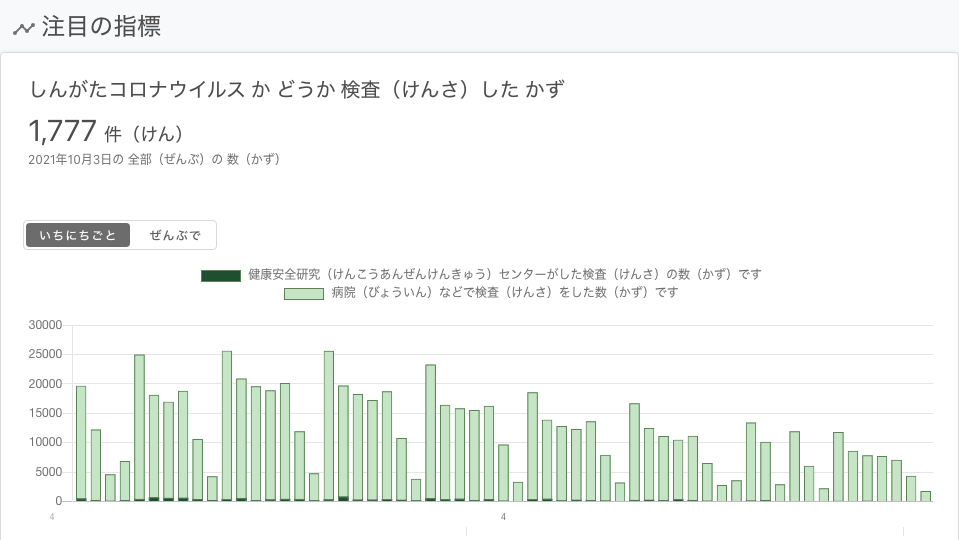 注目の指標
しんがたコロナウイルス か どうか 検査（けんさ）した かず
1,777 件（けん）
2021年10月3日の 全部（ぜんぶ）の 数（かず）
いちにちごと ぜんぶで
健康安全研究（けんこうあんぜんけんきゅう）センターがした検査（けんさ）の数（かず）です
病院（びょういん）などで検査（けんさ）をした数（かず）です
30000
25000
20000
15000
10000
5000
0
4 4